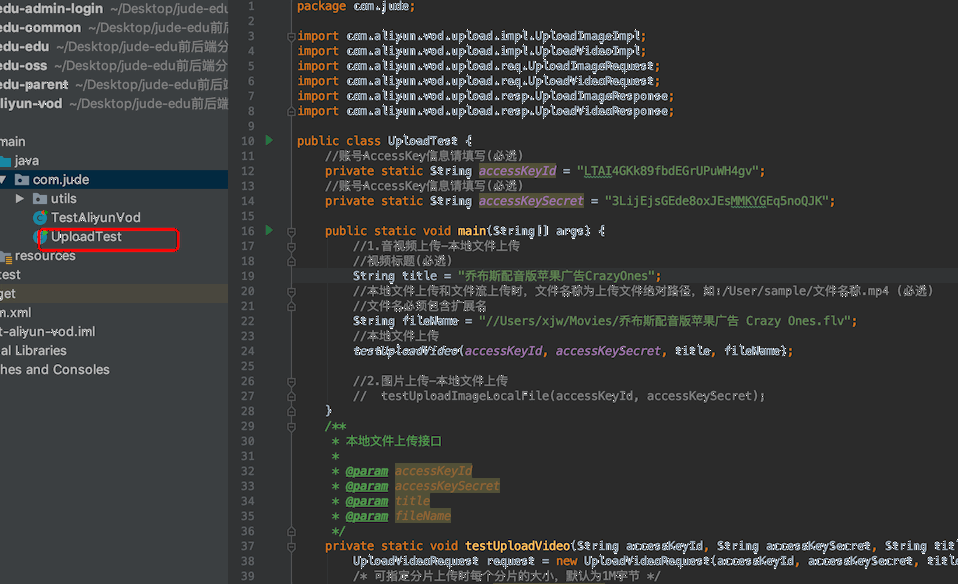 edu-admin-login ~/Desktop/jude-edu
edu-common ~/Desktop/jude-edu前后
edu-edu ~/Desktop/jude-edu前后端分
edu-oss ~/Desktop/jude-edu前后端分
edu-parent ~/Desktop/jude-edu前后
liyun-vod ~/Desktop/jude-edu前后端
main
java
com.jude
utils
TestAliyunVod
UploadTest
resources
test
get
m.xml
t-aliyun-vod.iml
al Libraries
hes and Consoles
1 package com.jude;
2
3 import com.aliyun.vod.upload.impl.UploadImageImpl;
4 import com.aliyun.vod.upload.impl.UploadVideoImpl;
5 import com.aliyun.vod.upload.req.UploadImageRequest;
6 import com.aliyun.vod.upload.req.UploadVideoRequest;
7 import com.aliyun.vod.upload.resp.UploadImageResponse;
8 import com.aliyun.vod.upload.resp.UploadVideoResponse;
9
10 public class UploadTest {
11 //账号AccessKey信息请填写(必选)
12 private static String accessKeyId = "LTAI4GKk89fbdEGrUPuWH4gv";
13 //账号AccessKey信息请填写(必选)
14 private static String accessKeySecret = "3LijEjsGEde8oxJEsMMKYGEq5noQJK";
15
16 public static void main(String[] args) {
17 //1.音视频上传-本地文件上传
18 //视频标题(必选)
19 String title = "乔布斯配音版苹果广告CrazyOnes";
20 //本地文件上传和文件流上传时，文件名称为上传文件绝对路径，如:/User/sample/文件名称.mp4 (必选)
21 //文件名必须包含扩展名
22 String fileName = "//Users/xjw/Movies/乔布斯配音版苹果广告 Crazy Ones.flv";
23 //本地文件上传
24 testUploadVideo(accessKeyId, accessKeySecret, title, fileName);
25
26 //2.图片上传-本地文件上传
27 // testUploadImageLocalFile(accessKeyId, accessKeySecret);
28 }
29 /**
30 * 本地文件上传接口
31 *
32 * @param accessKeyId
33 * @param accessKeySecret
34 * @param title
35 * @param fileName
36 */
37 private static void testUploadVideo(String accessKeyId, String accessKeySecret, String tit
38 UploadVideoRequest request = new UploadVideoRequest(accessKeyId, accessKeySecret, title
39 /* 可指定分片上传时每个分片的大小，默认为1M字节 */